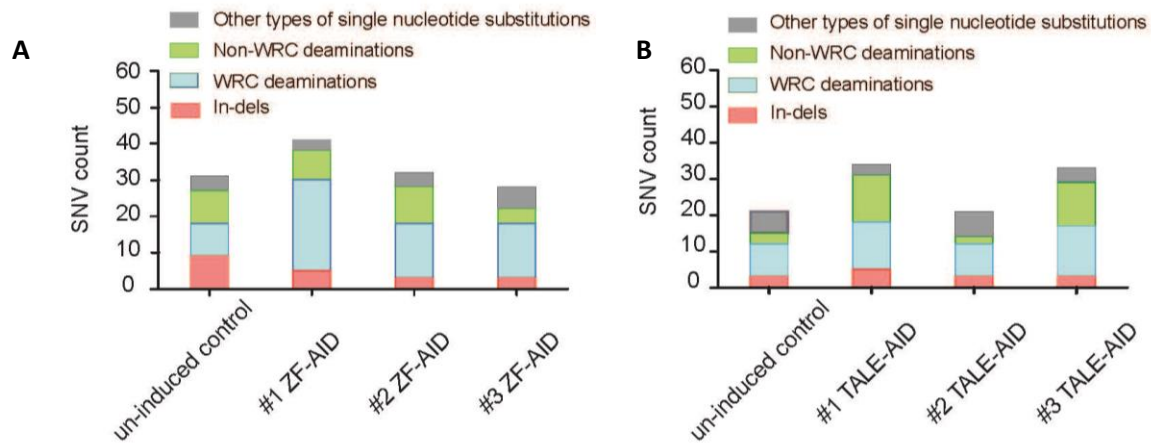 A
Other types of single nucleotide substitutions
Non-WRC deaminations
WRC deaminations
In-dels
60
50
40
30
20
10
0
SNV count
un-induced control
#1 ZF-AID
#2 ZF-AID
#3 ZF-AID
B
Other types of single nucleotide substitutions
Non-WRC deaminations
WRC deaminations
In-dels
60
50
40
30
20
10
0
SNV count
un-induced control
#1 TALE-AID
#2 TALE-AID
#3 TALE-AID